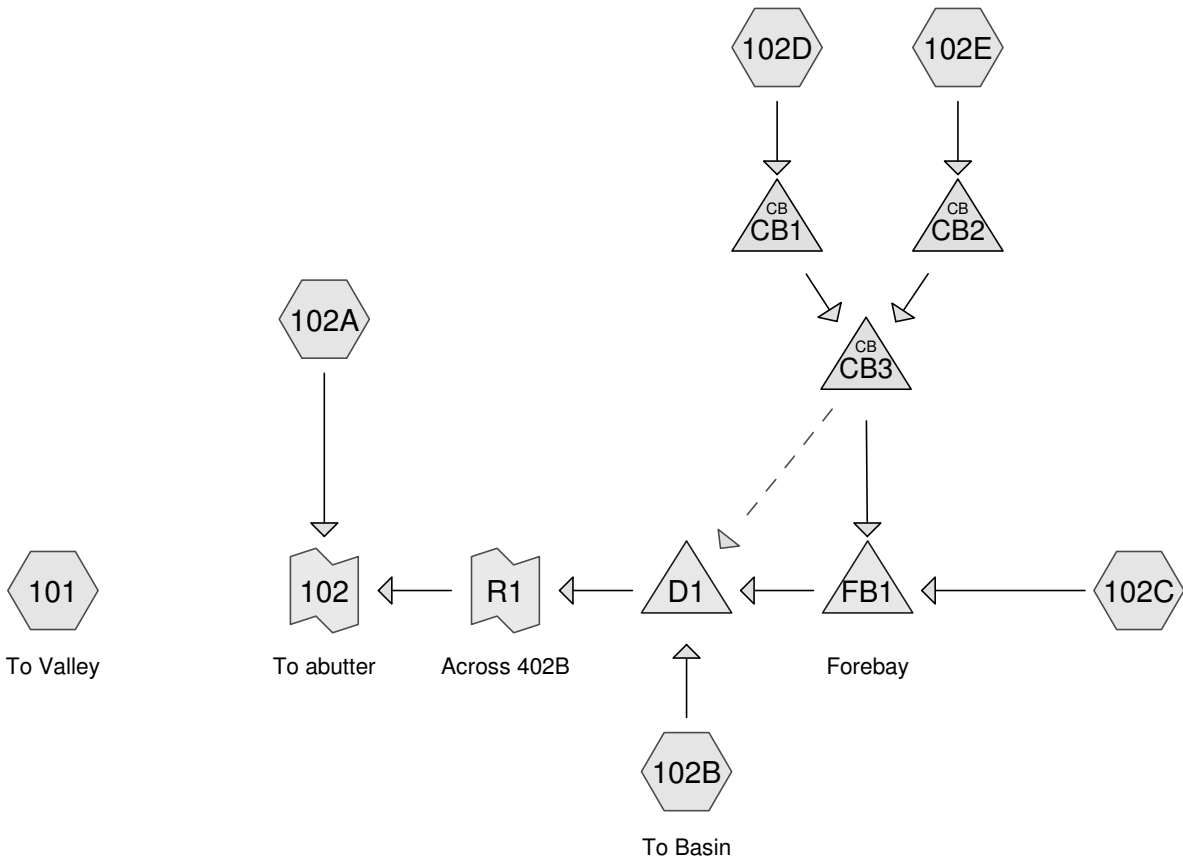 102D
102E
CB
CB1
CB
CB2
102A
CB
CB3
101
102
R1
D1
FB1
102C
To Valley
To abutter
Across 402B
Forebay
102B
To Basin